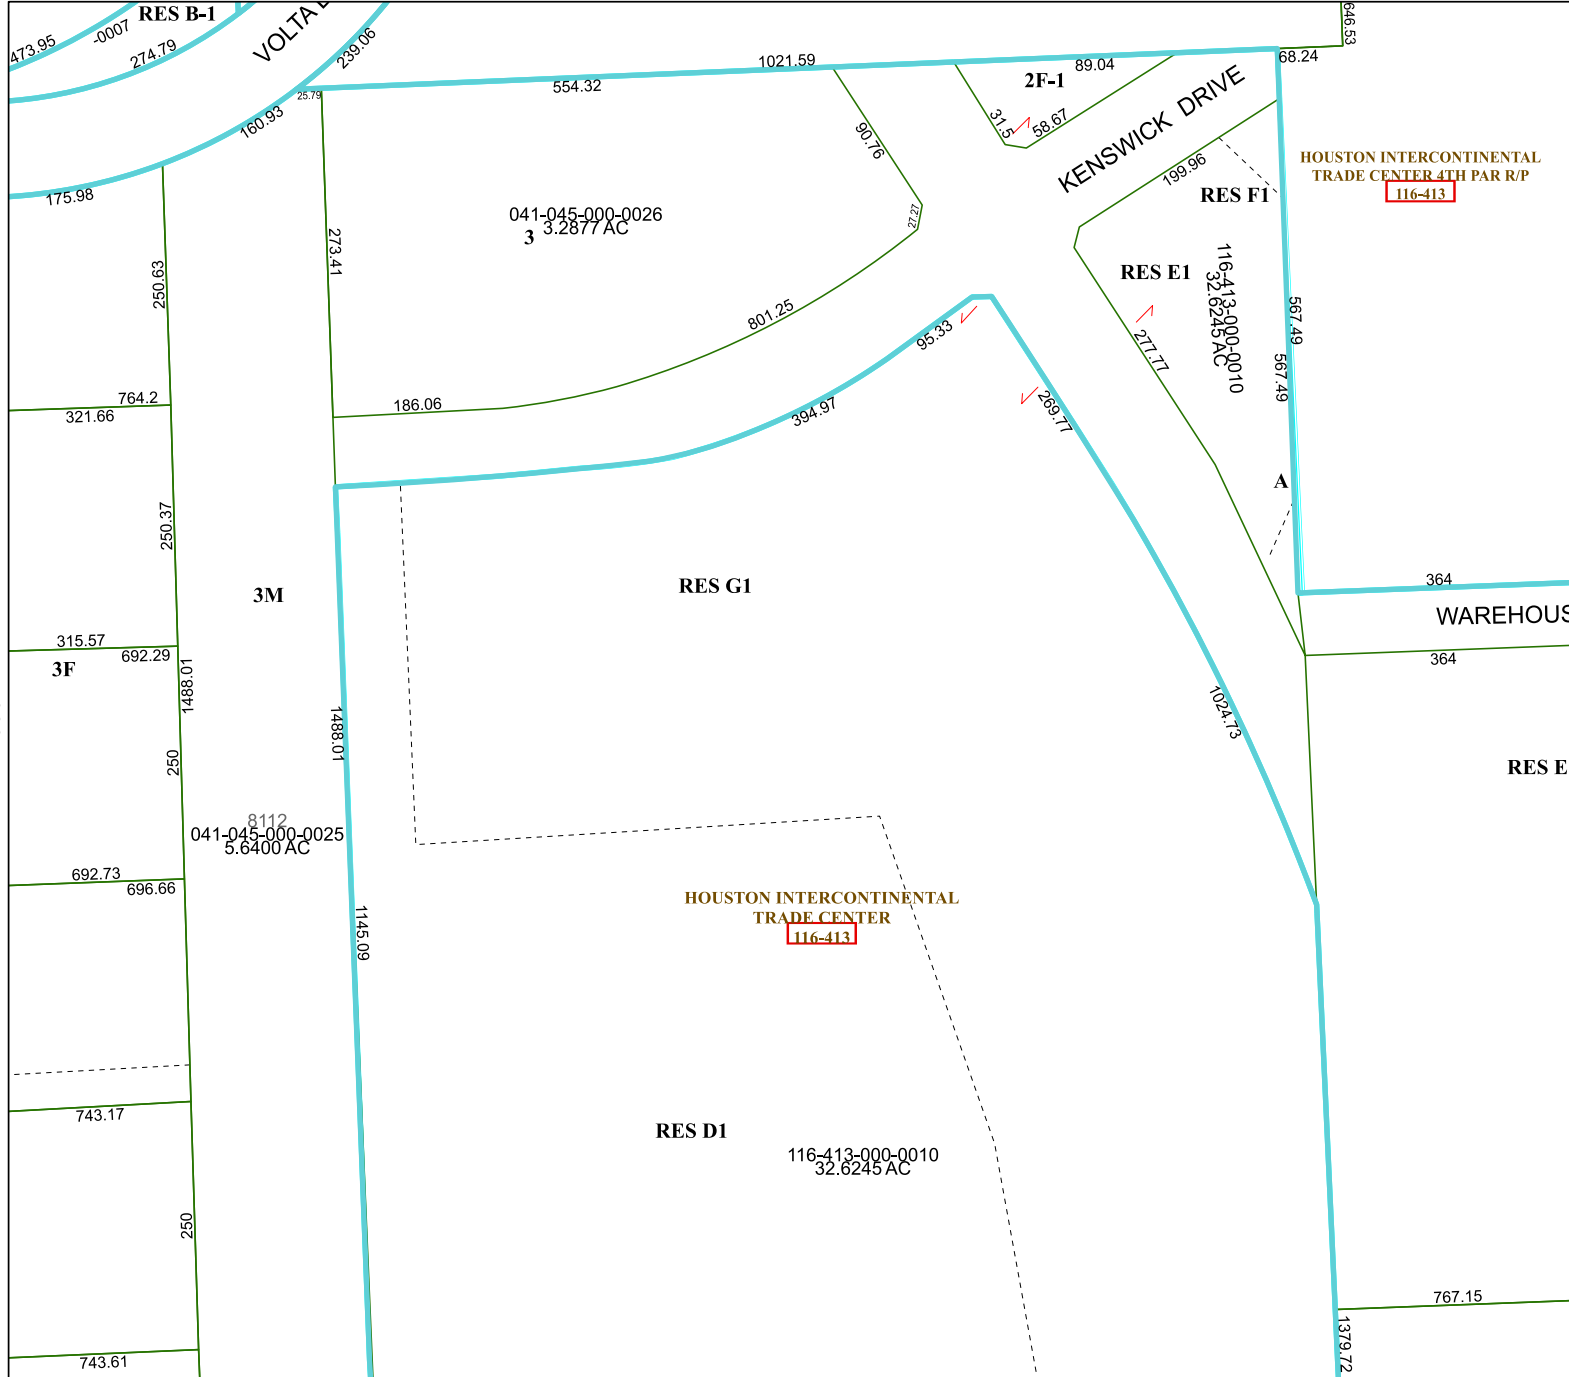 RES B-1
473.95
-0007
274.79
VOLTA
239.06
160.93
175.98
25.79
554.32
1021.59
89.04
68.24
646.53
2F-1
31.5
58.67
KENSWICK DRIVE
90.76
199.96
HOUSTON INTERCONTINENTAL
TRADE CENTER 4TH PAR R/P
116-413
RES F1
041-045-000-0026
3.2877 AC
3
27.27
273.41
250.63
RES E1
116-413-000-0010
32.6245 AC
567.49
567.49
277.77
801.25
95.33
186.06
394.97
269.77
764.2
321.66
A
250.37
364
WAREHOUS
364
RES G1
3M
315.57
692.29
3F
1488.01
1488.01
1024.73
250
RES E
8112
041-045-000-0025
5.6400 AC
692.73
696.66
1145.09
HOUSTON INTERCONTINENTAL
TRADE CENTER
116-413
743.17
RES D1
116-413-000-0010
32.6245 AC
250
767.15
1379.72
743.61